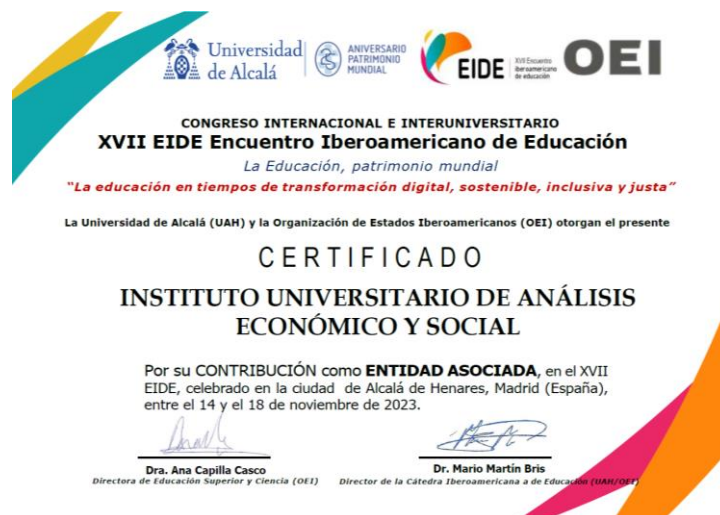 Universidad
de Alcalá
ANIVERSARIO
PATRIMONIO
MUNDIAL
EIDE
XVII Encuentro
iberoamericano
de educación
OEI
CONGRESO INTERNACIONAL E INTERUNIVERSITARIO
XVII EIDE Encuentro Iberoamericano de Educación
La Educación, patrimonio mundial
“La educación en tiempos de transformación digital, sostenible, inclusiva y justa”
La Universidad de Alcalá (UAH) y la Organización de Estados Iberoamericanos (OEI) otorgan el presente
CERTIFICADO
INSTITUTO UNIVERSITARIO DE ANÁLISIS
ECONÓMICO Y SOCIAL
Por su CONTRIBUCIÓN como ENTIDAD ASOCIADA, en el XVII
EIDE, celebrado en la ciudad de Alcalá de Henares, Madrid (España),
entre el 14 y el 18 de noviembre de 2023.
Dra. Ana Capilla Casco
Directora de Educación Superior y Ciencia (OEI)
Dr. Mario Martín Bris
Director de la Cátedra Iberoamericana a de Educación (UAH/OEI)